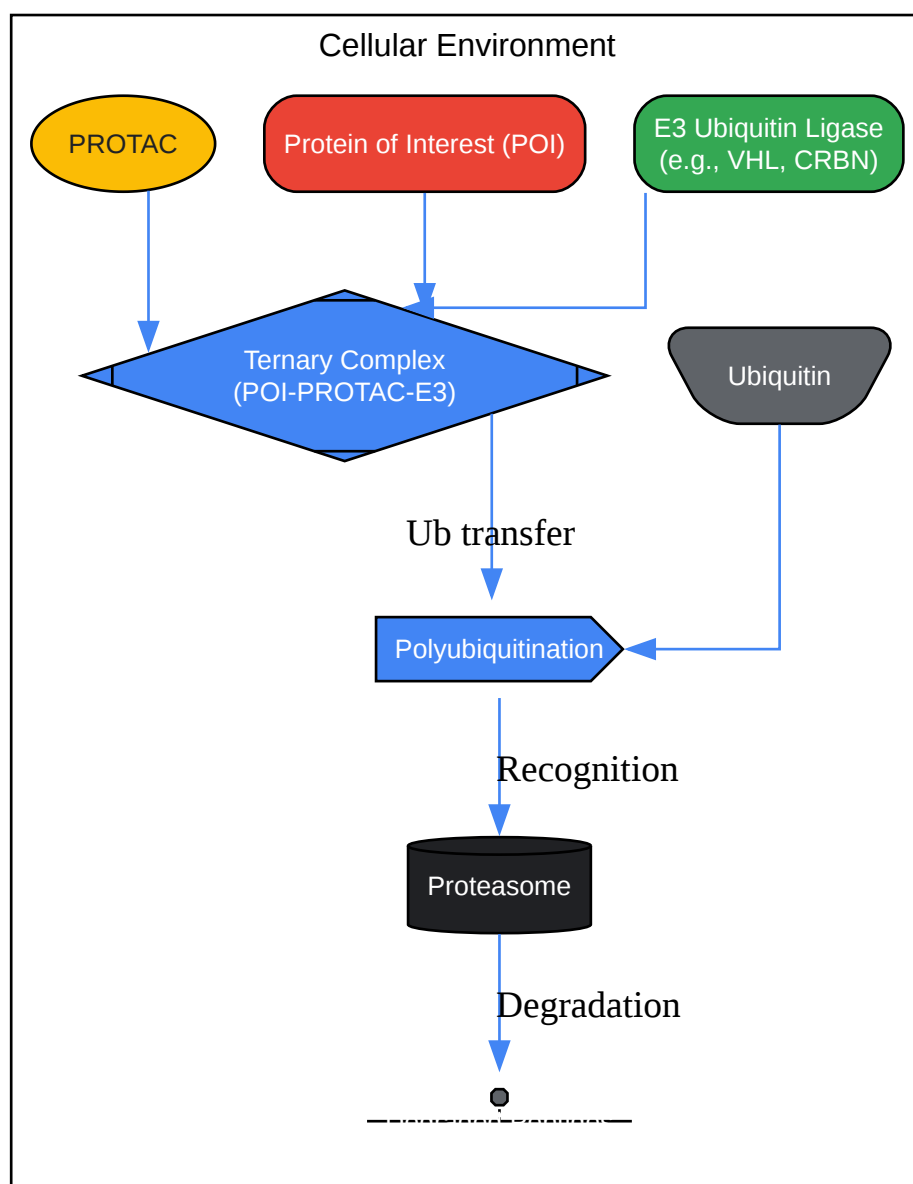 Cellular Environment
PROTAC
Protein of Interest (POI)
E3 Ubiquitin Ligase
(e.g., VHL, CRBN)
Ternary Complex
(POI-PROTAC-E3)
Ubiquitin
Ub transfer
Polyubiquitination
Recognition
Proteasome
Degradation